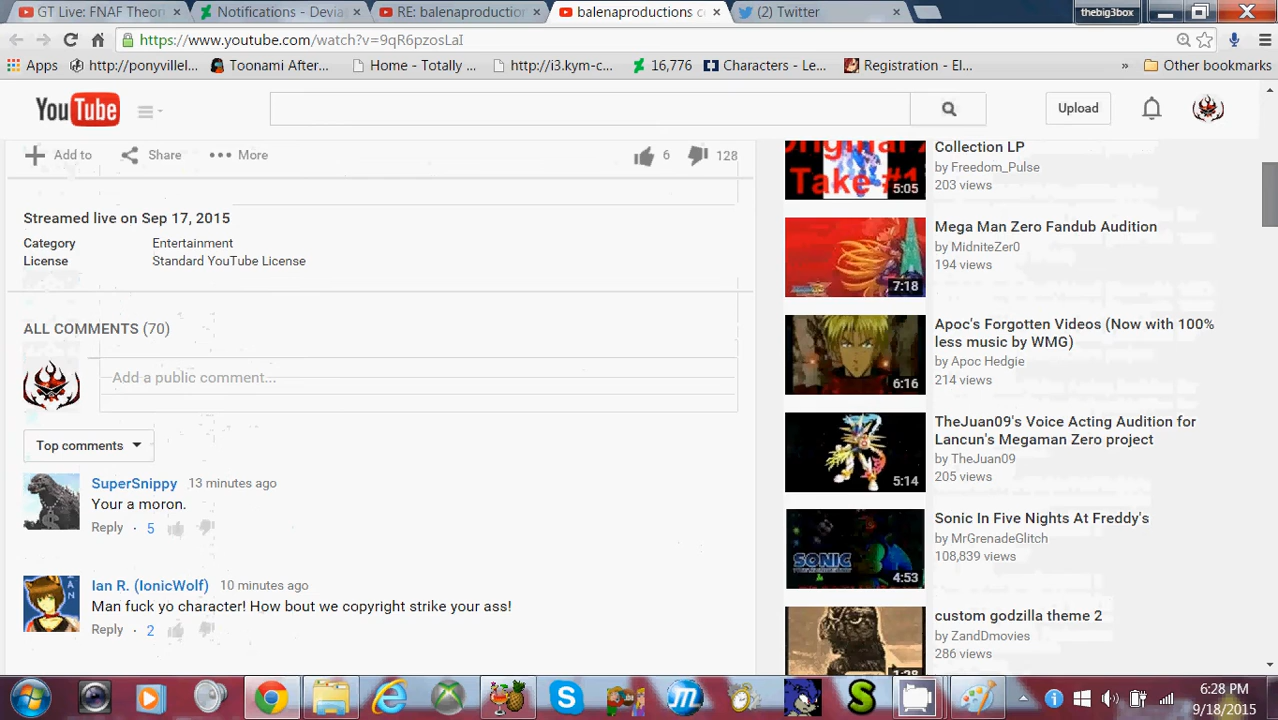 GT Live: FNAF Theor
Notifications - Devia
RE: balenaproduction
balenaproductions c
(2) Twitter
thebig3box
https://www.youtube.com/watch?v=9qR6pzosLaI
Apps
http://ponyvillel...
Toonami After...
Home - Totally ...
http://i3.kym-c...
16,776
Characters - Le...
Registration - El...
»
Other bookmarks
YouTube
Upload
Add to
Share
More
6
128
Streamed live on Sep 17, 2015
Category Entertainment
License Standard YouTube License
ALL COMMENTS (70)
Add a public comment...
Top comments
SuperSnippy 13 minutes ago
Your a moron.
Reply · 5
Ian R. (IonicWolf) 10 minutes ago
Man fuck yo character! How bout we copyright strike your ass!
Reply · 2
Take #1
5:05
Collection LP
by Freedom_Pulse
203 views
7:18
Mega Man Zero Fandub Audition
by MidniteZer0
194 views
6:16
Apoc's Forgotten Videos (Now with 100%
less music by WMG)
by Apoc Hedgie
214 views
5:14
TheJuan09's Voice Acting Audition for
Lancun's Megaman Zero project
by TheJuan09
205 views
SONIC
4:53
Sonic In Five Nights At Freddy's
by MrGrenadeGlitch
108,839 views
1:28
custom godzilla theme 2
by ZandDmovies
286 views
6:28 PM
9/18/2015